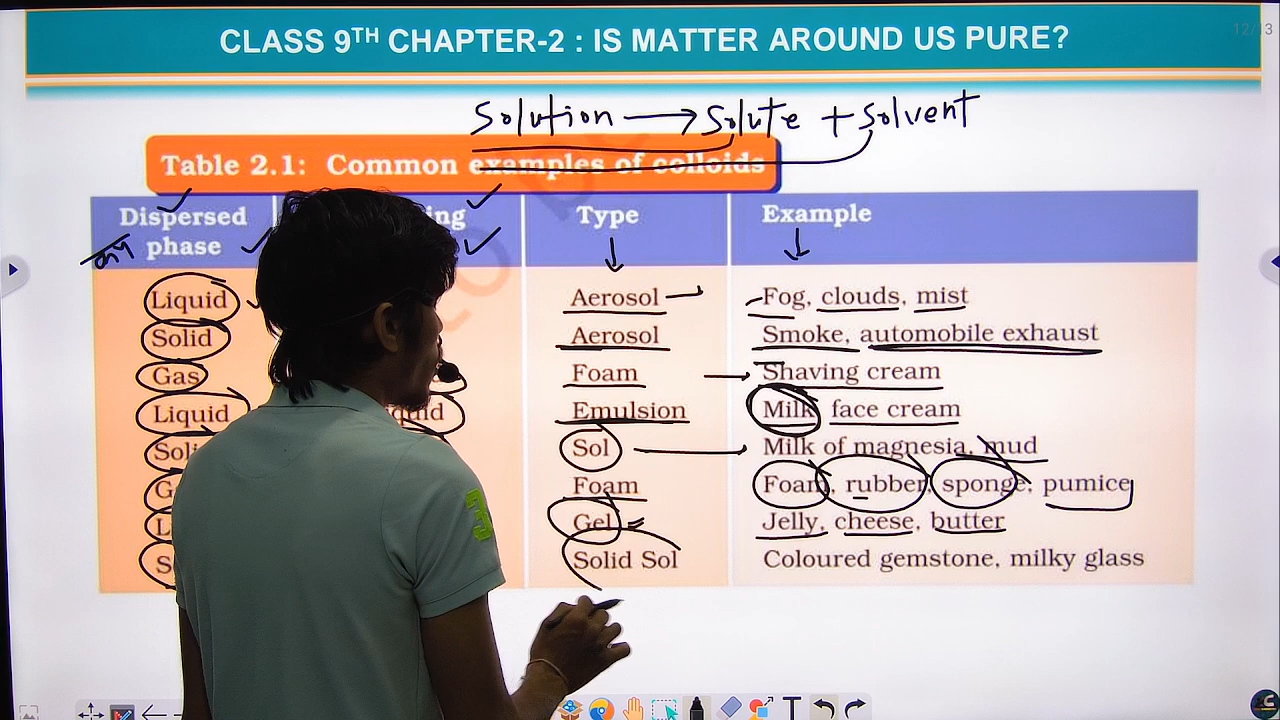 CLASS 9TH CHAPTER-2 : IS MATTER AROUND US PURE?
12/13
Solution → Solute + Solvent
Table 2.1: Common examples of colloids
Dispersed phase Type Example
Liquid Aerosol Fog, clouds, mist
Solid Aerosol Smoke, automobile exhaust
Gas Foam Shaving cream
Liquid Emulsion Milk, face cream
Sol Milk of magnesia, mud
Foam Foam, rubber, sponge, pumice
Gel Jelly, cheese, butter
Solid Sol Coloured gemstone, milky glass
3